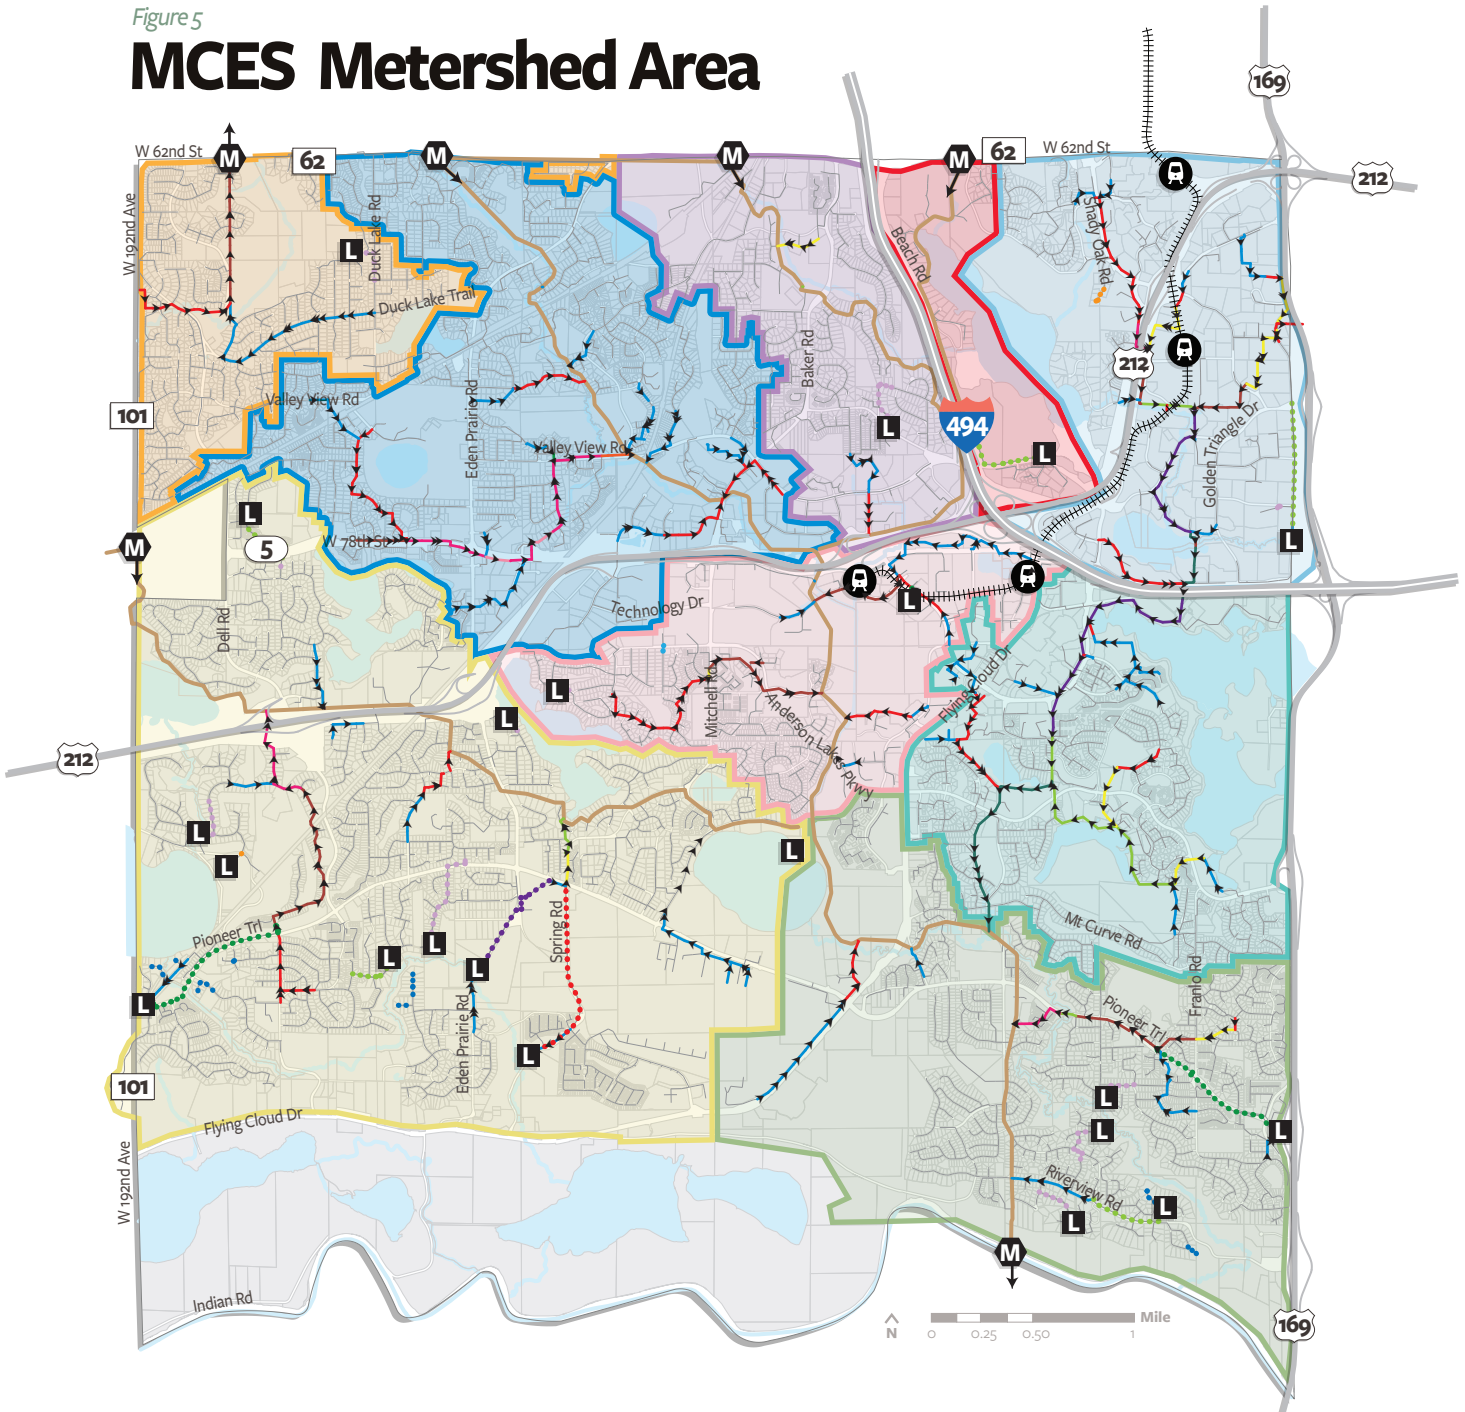 Figure 5
MCES Metershed Area
169
W 62nd St
M
62
M
M
M
62
W 62nd St
212
W 192nd Ave
Duck Lake Rd
L
Beach Rd
Shady Oak Rd
Duck Lake Trail
Baker Rd
212
Valley View Rd
Eden Prairie Rd
101
494
L
L
Valley View Rd
Golden Triangle Dr
L
5
M
W 78th St
L
Technology Dr
L
Dell Rd
Mitchell Rd
Flying Cloud Dr
L
L
Anderson Lakes Pkwy
212
L
L
L
Pioneer Trl
Spring Rd
Mt Curve Rd
L
L
L
L
Eden Prairie Rd
Franlo Rd
Pioneer Trl
L
101
L
Flying Cloud Dr
L
L
W 192nd Ave
Riverview Rd
L
L
M
Indian Rd
N
0 0.25 0.50 1 Mile
169